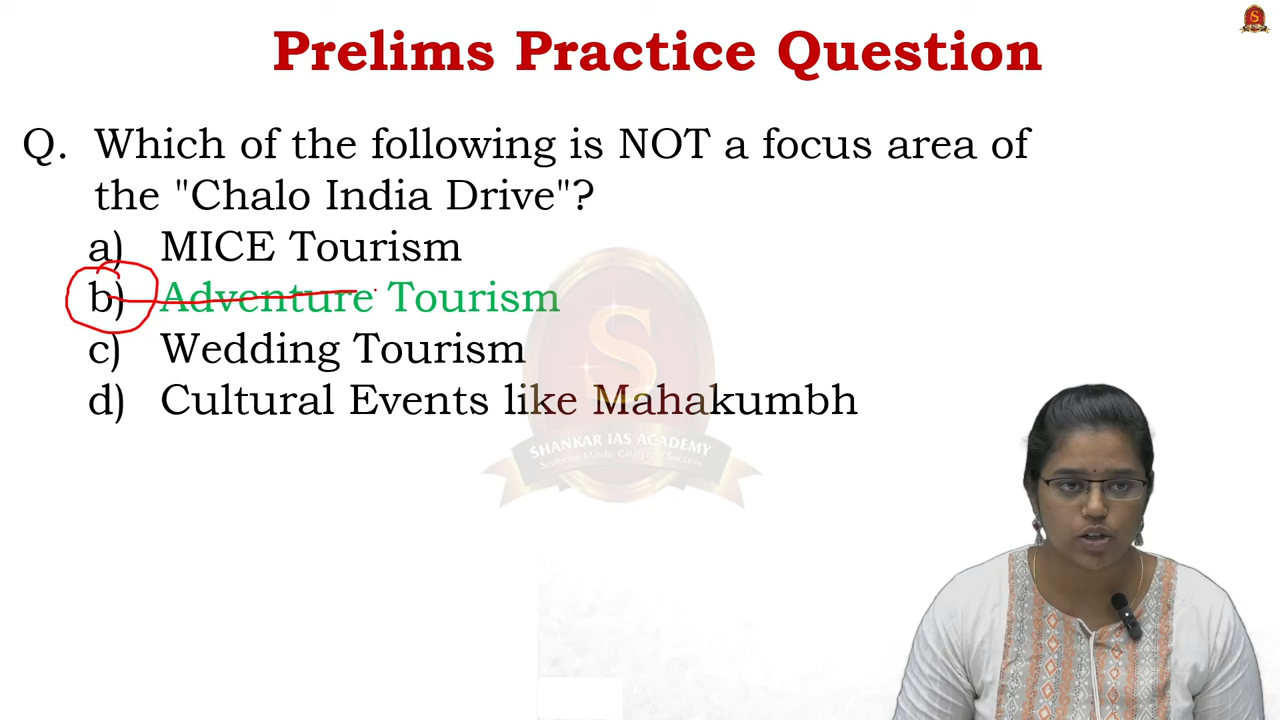 Prelims Practice Question
Q. Which of the following is NOT a focus area of
the "Chalo India Drive"?
a) MICE Tourism
b) Adventure Tourism
c) Wedding Tourism
d) Cultural Events like Mahakumbh
S
SHANKAR IAS ACADEMY